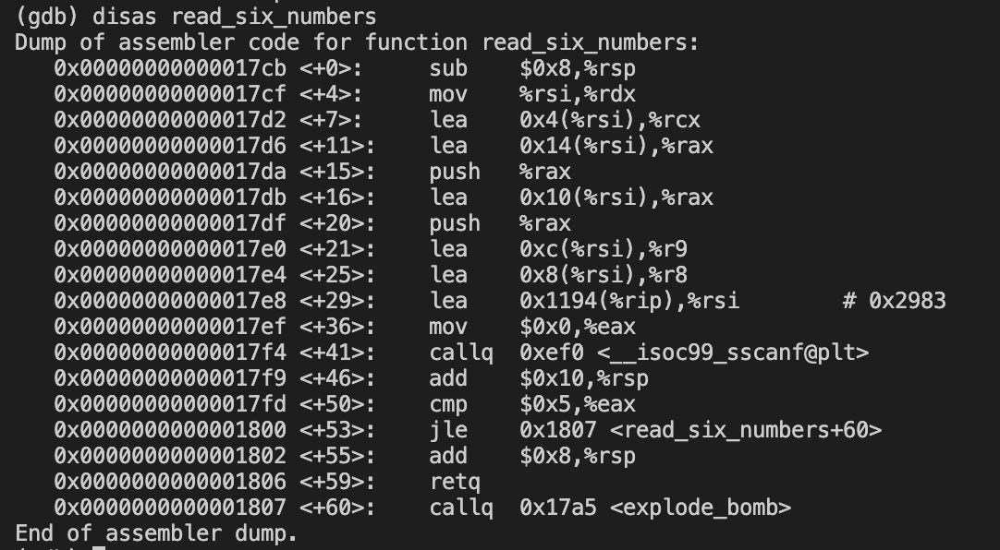 (gdb) disas read_six_numbers
Dump of assembler code for function read_six_numbers:
   0x00000000000017cb <+0>:	sub    $0x8,%rsp
   0x00000000000017cf <+4>:	mov    %rsi,%rdx
   0x00000000000017d2 <+7>:	lea    0x4(%rsi),%rcx
   0x00000000000017d6 <+11>:	lea    0x14(%rsi),%rax
   0x00000000000017da <+15>:	push   %rax
   0x00000000000017db <+16>:	lea    0x10(%rsi),%rax
   0x00000000000017df <+20>:	push   %rax
   0x00000000000017e0 <+21>:	lea    0xc(%rsi),%r9
   0x00000000000017e4 <+25>:	lea    0x8(%rsi),%r8
   0x00000000000017e8 <+29>:	lea    0x1194(%rip),%rsi        # 0x2983
   0x00000000000017ef <+36>:	mov    $0x0,%eax
   0x00000000000017f4 <+41>:	callq  0xef0 <__isoc99_sscanf@plt>
   0x00000000000017f9 <+46>:	add    $0x10,%rsp
   0x00000000000017fd <+50>:	cmp    $0x5,%eax
   0x0000000000001800 <+53>:	jle    0x1807 <read_six_numbers+60>
   0x0000000000001802 <+55>:	add    $0x8,%rsp
   0x0000000000001806 <+59>:	retq
   0x0000000000001807 <+60>:	callq  0x17a5 <explode_bomb>
End of assembler dump.